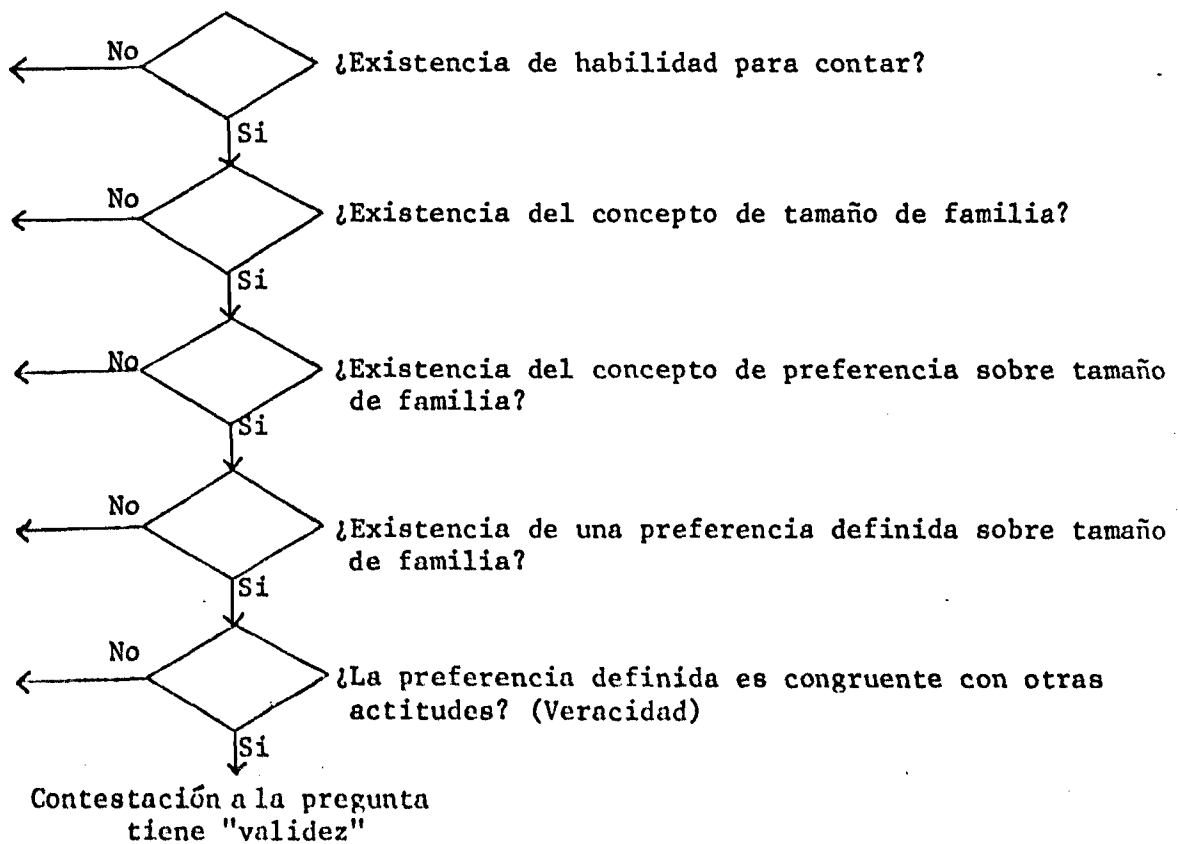 No
¿Existencia de habilidad para contar?
Si
No
¿Existencia del concepto de tamaño de familia?
Si
No
¿Existencia del concepto de preferencia sobre tamaño
de familia?
Si
No
¿Existencia de una preferencia definida sobre tamaño
de familia?
Si
No
¿La preferencia definida es congruente con otras
actitudes? (Veracidad)
Si
Contestación a la pregunta
tiene "validez"